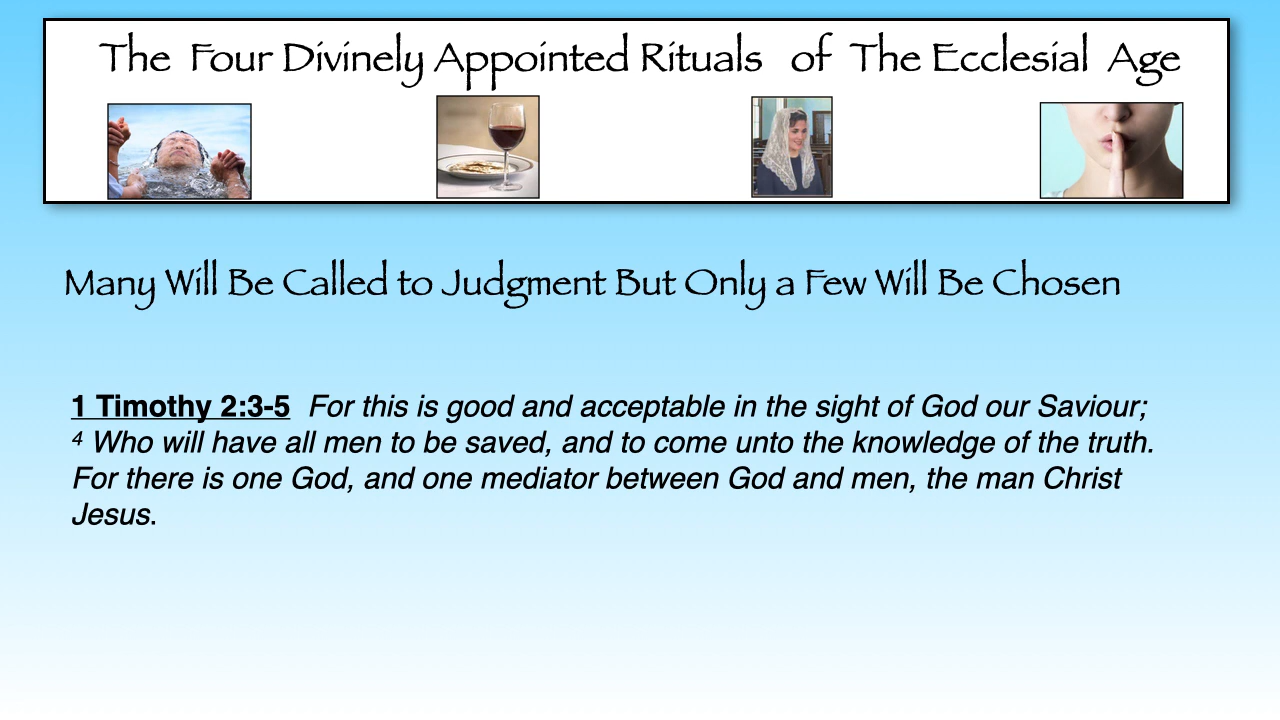 The Four Divinely Appointed Rituals of The Ecclesial Age
Many Will Be Called to Judgment But Only a Few Will Be Chosen
1 Timothy 2:3-5 For this is good and acceptable in the sight of God our Saviour;
4 Who will have all men to be saved, and to come unto the knowledge of the truth.
For there is one God, and one mediator between God and men, the man Christ
Jesus.